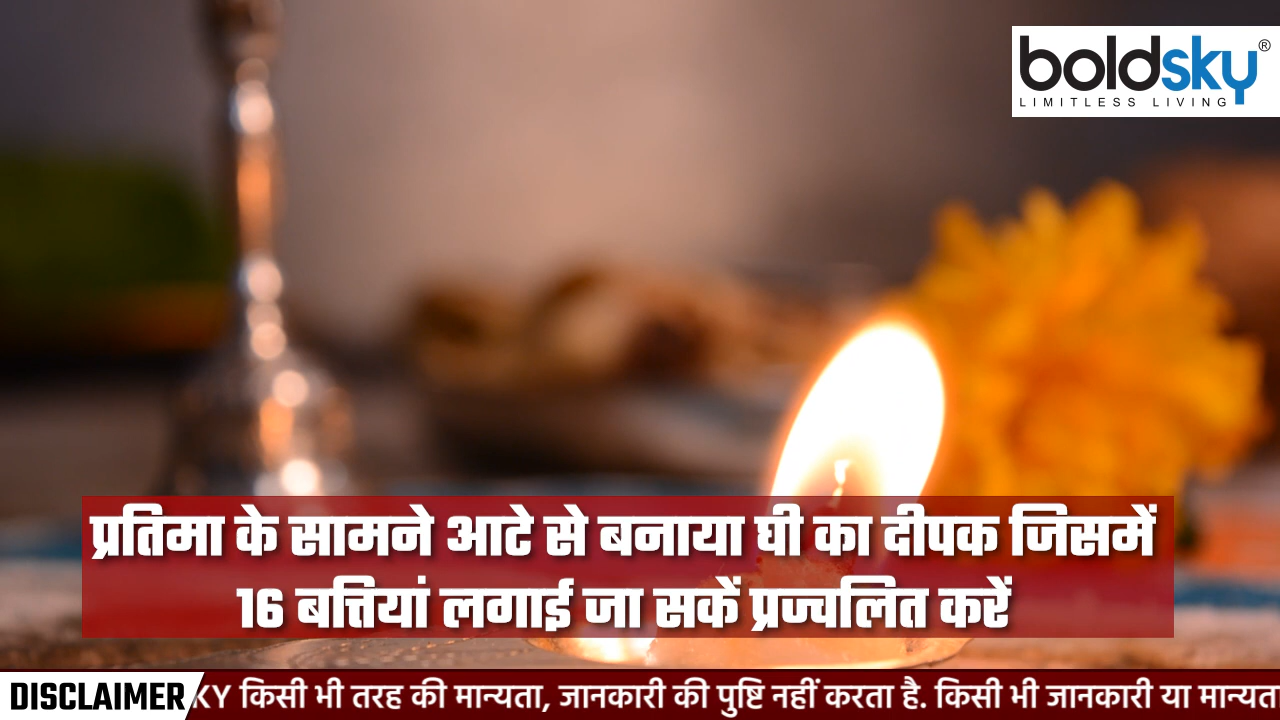 boldsky®
LIMITLESS LIVING
प्रतिमा के सामने आटे से बनाया घी का दीपक जिसमें
16 बत्तियां लगाई जा सकें प्रज्वलित करें
DISCLAIMER KY किसी भी तरह की मान्यता, जानकारी की पुष्टि नहीं करता है. किसी भी जानकारी या मान्यत